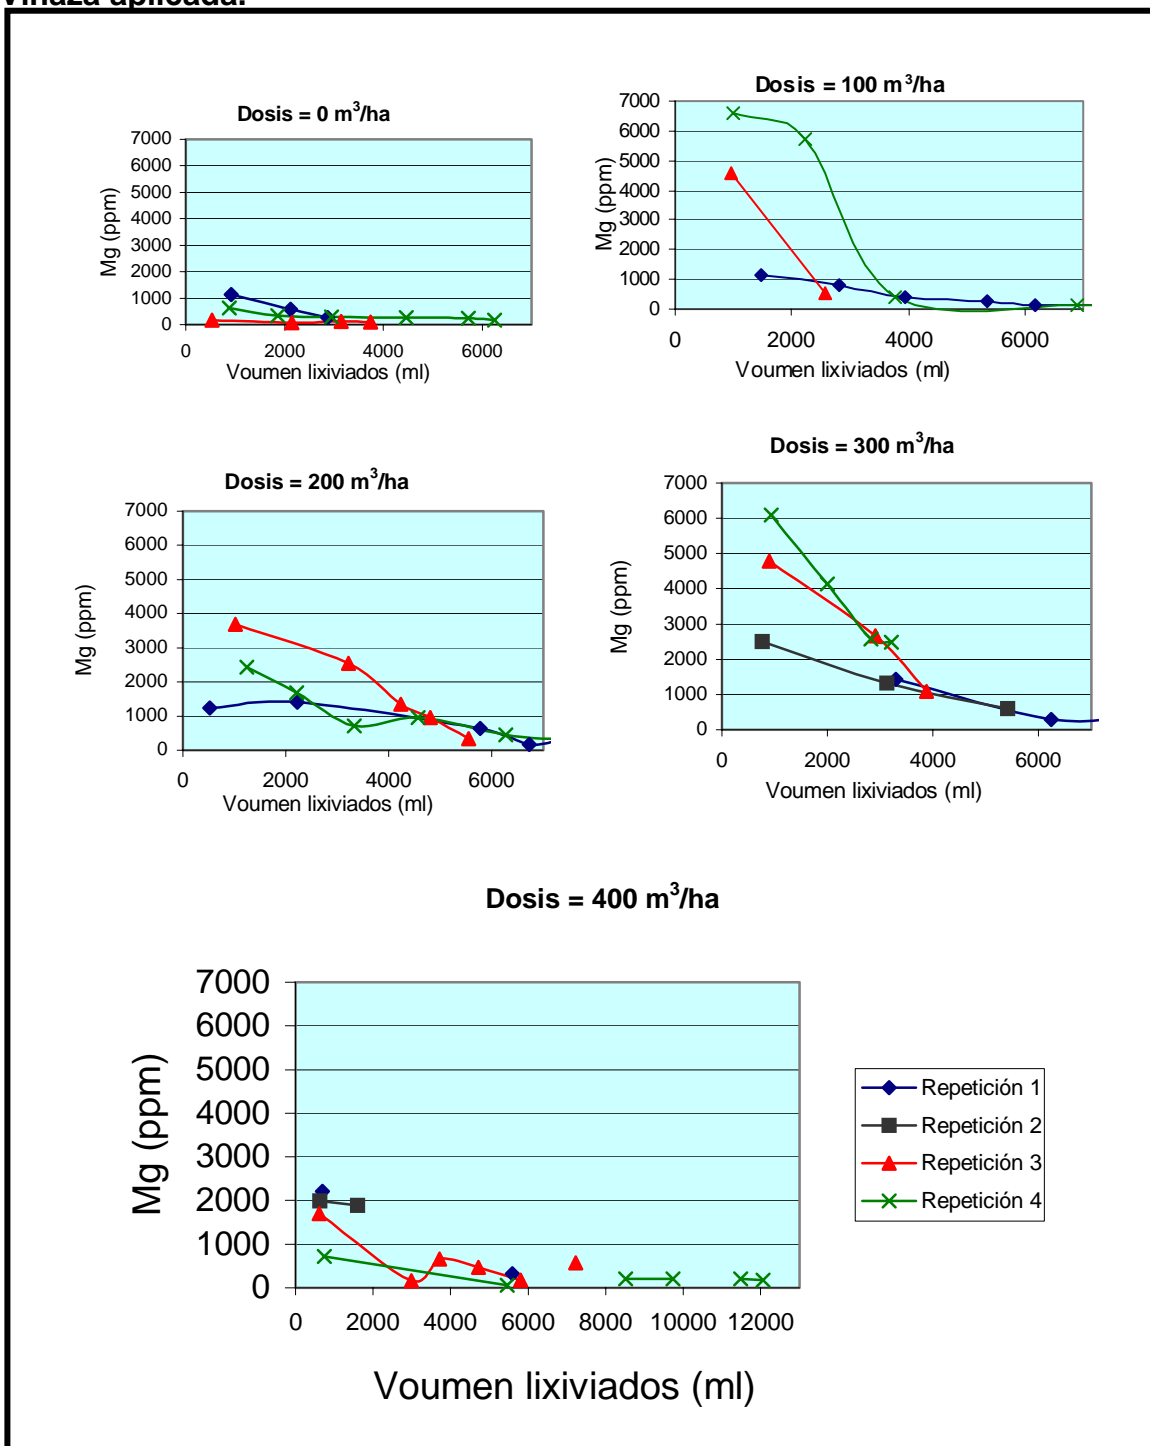 vinaza aplicada.
Dosis = 0 m³/ha
7000
6000
5000
4000
3000
2000
1000
0
Mg (ppm)
0 2000 4000 6000
Voumen lixiviados (ml)
Dosis = 100 m³/ha
7000
6000
5000
4000
3000
2000
1000
0
Mg (ppm)
0 2000 4000 6000
Voumen lixiviados (ml)
Dosis = 200 m³/ha
7000
6000
5000
4000
3000
2000
1000
0
Mg (ppm)
0 2000 4000 6000
Voumen lixiviados (ml)
Dosis = 300 m³/ha
7000
6000
5000
4000
3000
2000
1000
0
Mg (ppm)
0 2000 4000 6000
Voumen lixiviados (ml)
Dosis = 400 m³/ha
7000
6000
5000
4000
3000
2000
1000
0
Mg (ppm)
0 2000 4000 6000 8000 10000 12000
Voumen lixiviados (ml)
Repetición 1
Repetición 2
Repetición 3
Repetición 4